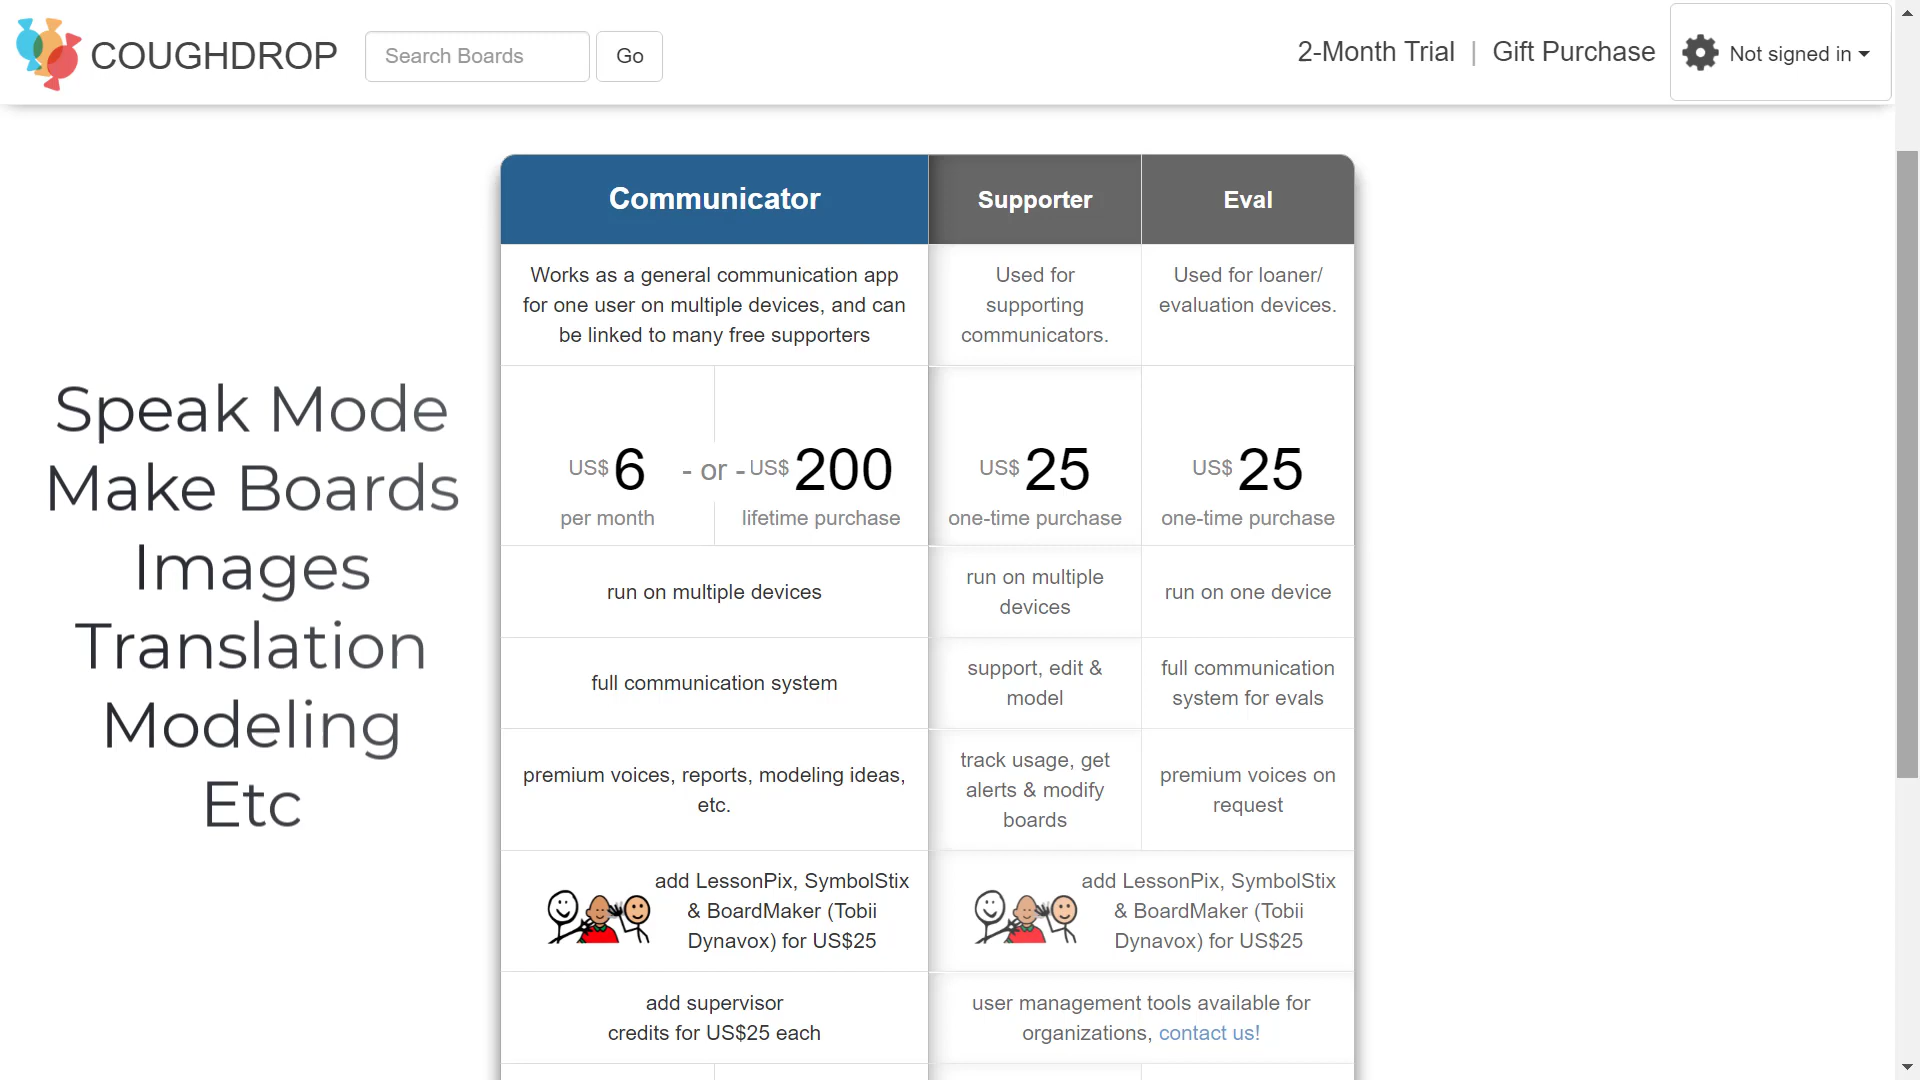 COUGHDROP
Search Boards
Go
2-Month Trial | Gift Purchase
Not signed in
Speak Mode
Make Boards
Images
Translation
Modeling
Etc
Communicator
Supporter
Eval
Works as a general communication app
for one user on multiple devices, and can
be linked to many free supporters
Used for
supporting
communicators.
Used for loaner/
evaluation devices.
US$ 6
per month
- or -
US$ 200
lifetime purchase
US$ 25
one-time purchase
US$ 25
one-time purchase
run on multiple devices
run on multiple
devices
run on one device
full communication system
support, edit &
model
full communication
system for evals
premium voices, reports, modeling ideas,
etc.
track usage, get
alerts & modify
boards
premium voices on
request
add LessonPix, SymbolStix
& BoardMaker (Tobii
Dynavox) for US$25
add LessonPix, SymbolStix
& BoardMaker (Tobii
Dynavox) for US$25
add supervisor
credits for US$25 each
user management tools available for
organizations, contact us!